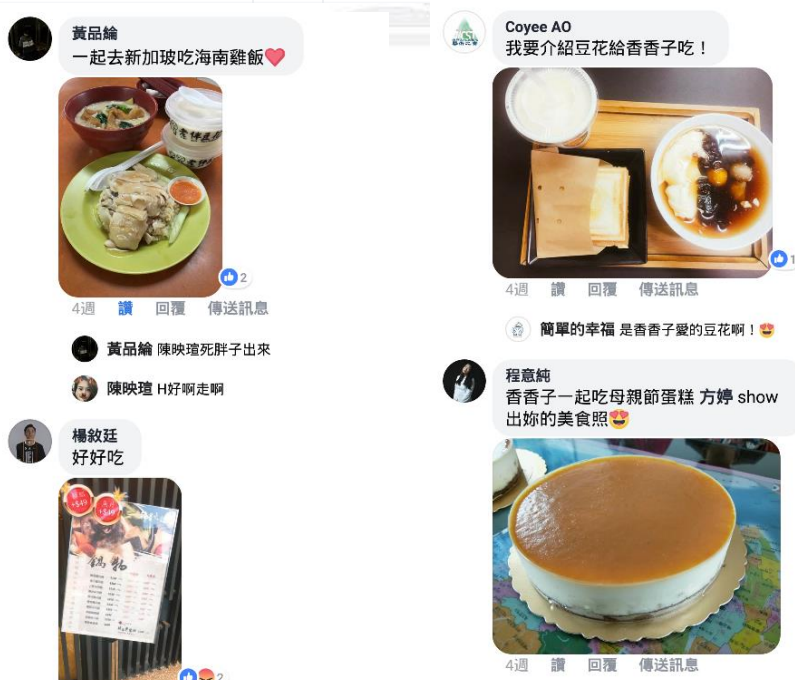 黃品綸
一起去新加玻吃海南雞飯❤️
2
4週 讚 回覆 傳送訊息
黃品綸 陳映瑄死胖子出來
陳映瑄 H好啊走啊
楊敘廷
好好吃
鍋物
2
Coyee AO
我要介紹豆花給香香子吃！
1
4週 讚 回覆 傳送訊息
簡單的幸福 是香香子愛的豆花啊！😍
程意純
香香子一起吃母親節蛋糕 方婷 show
出妳的美食照😍
4週 讚 回覆 傳送訊息